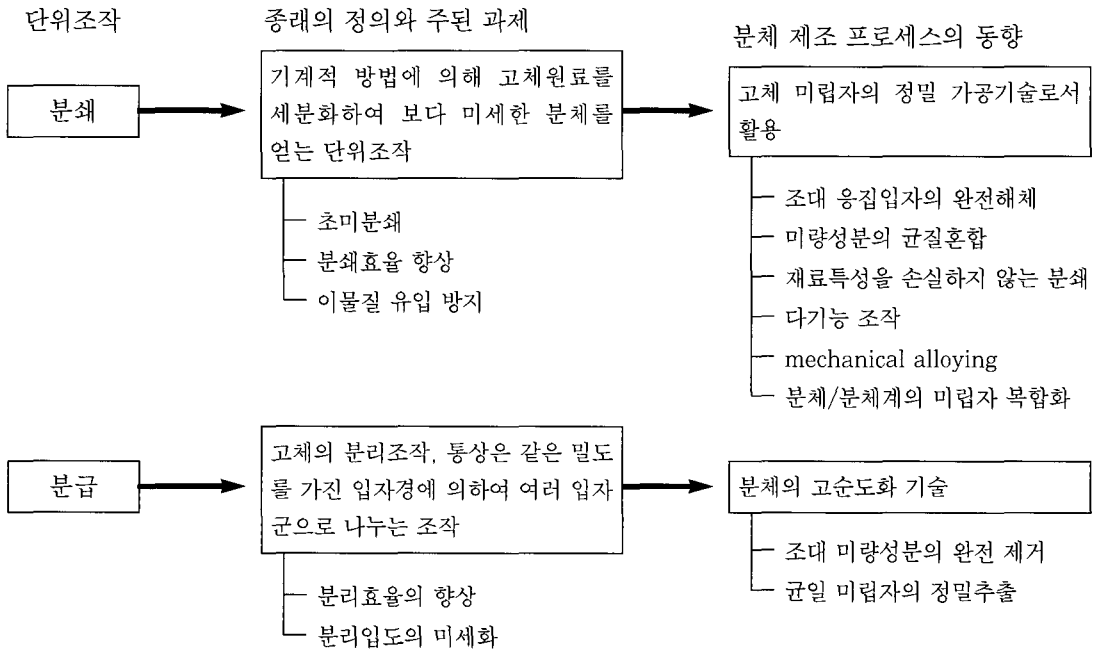 단위조작
종래의 정의와 주된 과제
분체 제조 프로세스의 동향
분쇄
기계적 방법에 의해 고체원료를
세분화하여 보다 미세한 분체를
얻는 단위조작
초미분쇄
분쇄효율 향상
이물질 유입 방지
고체 미립자의 정밀 가공기술로서
활용
조대 응집입자의 완전해체
미량성분의 균질혼합
재료특성을 손실하지 않는 분쇄
다기능 조작
mechanical alloying
분체/분체계의 미립자 복합화
분급
고체의 분리조작, 통상은 같은 밀도
를 가진 입자경에 의하여 여러 입자
군으로 나누는 조작
분리효율의 향상
분리입도의 미세화
분체의 고순도화 기술
조대 미량성분의 완전 제거
균일 미립자의 정밀추출